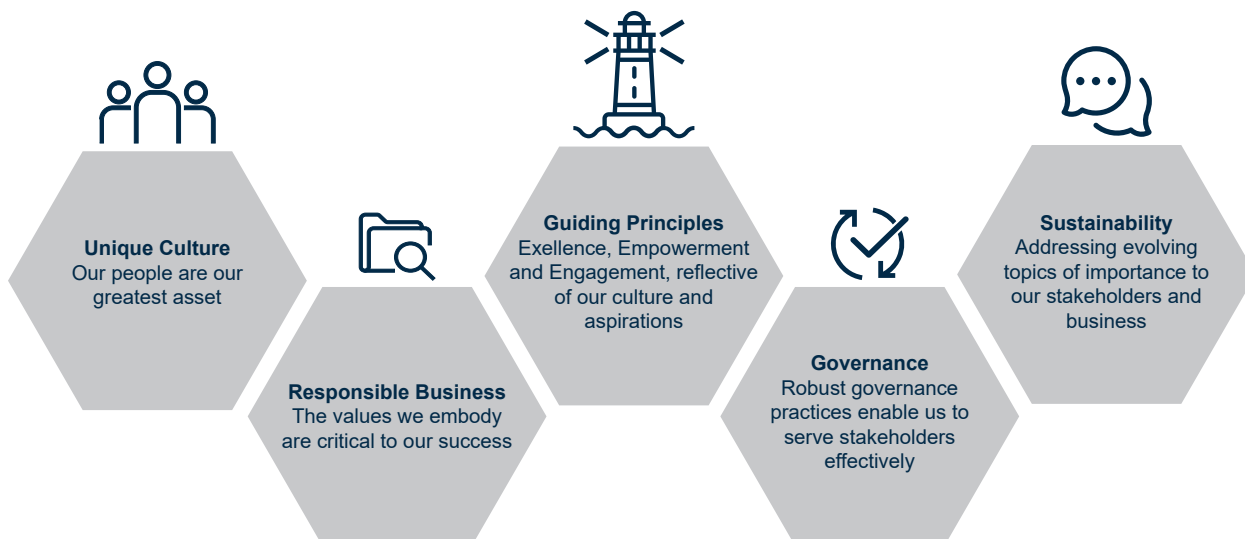 Unique Culture
Our people are our
greatest asset
Responsible Business
The values we embody
are critical to our success
Guiding Principles
Exellence, Empowerment
and Engagement, reflective
of our culture and
aspirations
Governance
Robust governance
practices enable us to
serve stakeholders
effectively
Sustainability
Addressing evolving
topics of importance to
our stakeholders and
business